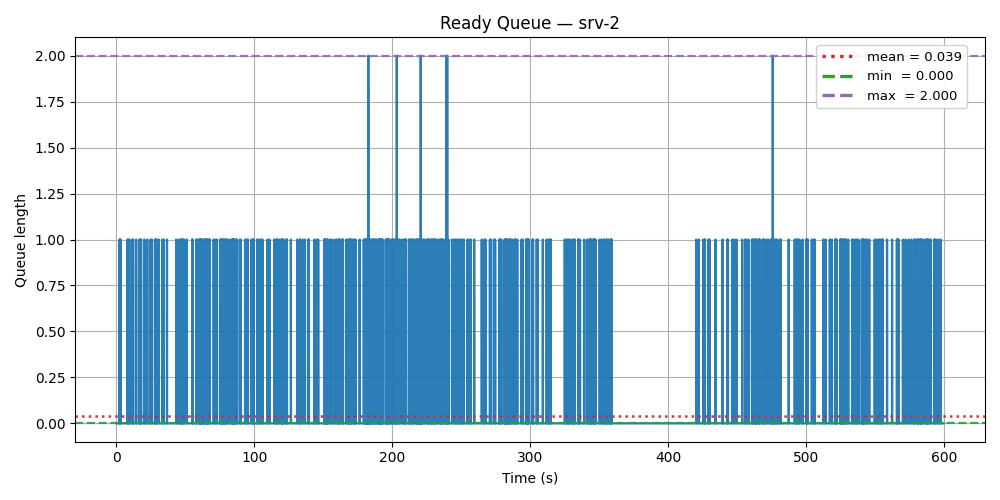 Ready Queue — srv-2
mean = 0.039
min  = 0.000
max  = 2.000
Queue length
2.00
1.75
1.50
1.25
1.00
0.75
0.50
0.25
0.00
0 100 200 300 400 500 600
Time (s)